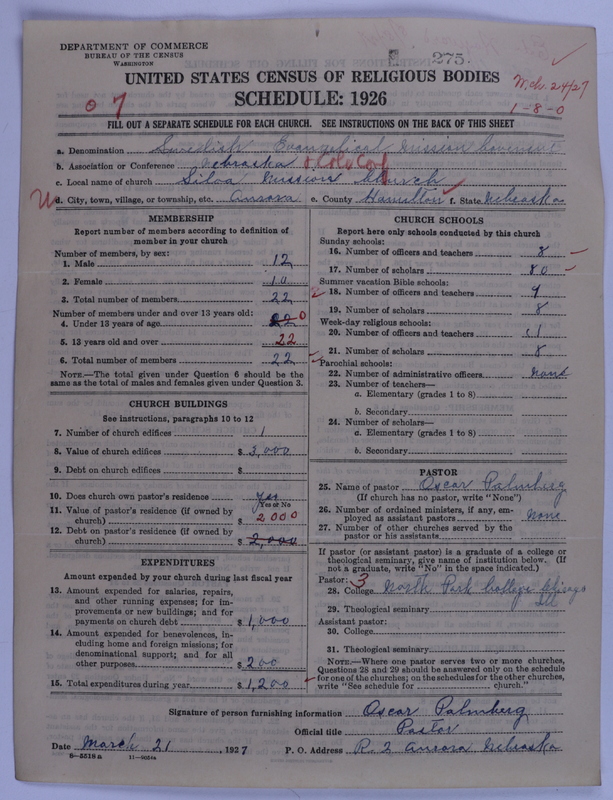 DEPARTMENT OF COMMERCE
BUREAU OF THE CENSUS
WASHINGTON
275
UNITED STATES CENSUS OF RELIGIOUS BODIES
SCHEDULE: 1926
W.ch. 24/27
1-8-0
o 7
FILL OUT A SEPARATE SCHEDULE FOR EACH CHURCH. SEE INSTRUCTIONS ON THE BACK OF THIS SHEET
a. Denomination Swedish Evangelical Mission Covenant
b. Association or Conference Nebraska
c. Local name of church Siloa Mission Church
d. City, town, village, or township, etc. Aurora e. County Hamilton f. State Nebraska
MEMBERSHIP
Report number of members according to definition of
member in your church
Number of members, by sex:
1. Male 12
2. Female 10
3. Total number of members 22
Number of members under and over 13 years old:
4. Under 13 years of age 22 0
5. 13 years old and over 22
6. Total number of members 22
NOTE.—The total given under Question 6 should be the
same as the total of males and females given under Question 3.
CHURCH BUILDINGS
See instructions, paragraphs 10 to 12
7. Number of church edifices 1
8. Value of church edifices $ 3,000
9. Debt on church edifices $
10. Does church own pastor's residence Yes
Yes or No
11. Value of pastor's residence (if owned by
church) $ 2000
12. Debt on pastor's residence (if owned by
church) $ 2,000
EXPENDITURES
Amount expended by your church during last fiscal year
13. Amount expended for salaries, repairs,
and other running expenses; for im-
provements or new buildings; and for
payments on church debt $ 1,000
14. Amount expended for benevolences, in-
cluding home and foreign missions; for
denominational support; and for all
other purposes $ 200
15. Total expenditures during year $ 1,200
CHURCH SCHOOLS
Report here only schools conducted by this church
Sunday schools:
16. Number of officers and teachers 8
17. Number of scholars 80
Summer vacation Bible schools:
18. Number of officers and teachers
19. Number of scholars 8
Week-day religious schools:
20. Number of officers and teachers
21. Number of scholars 8
Parochial schools:
22. Number of administrative officers None
23. Number of teachers—
a. Elementary (grades 1 to 8)
b. Secondary
24. Number of scholars—
a. Elementary (grades 1 to 8)
b. Secondary
PASTOR
25. Name of pastor Oscar Palmberg
(If church has no pastor, write "None")
26. Number of ordained ministers, if any, em-
ployed as assistant pastors None
27. Number of other churches served by the
pastor or his assistants
If pastor (or assistant pastor) is a graduate of a college or
theological seminary, give name of institution below. (If
not a graduate, write "No" in the space indicated.)
Pastor: 3
28. College North Park College Chicago
Ill
29. Theological seminary
Assistant pastor:
30. College
31. Theological seminary
NOTE.—Where one pastor serves two or more churches,
Questions 28 and 29 should be answered only on the schedule
for one of the churches; on the schedules for the other churches,
write "See schedule for church."
Signature of person furnishing information Oscar Palmberg
Official title Pastor
Date March 21, 1927 P. O. Address R. 2 Aurora Nebraska
8-5518a 11-9034a